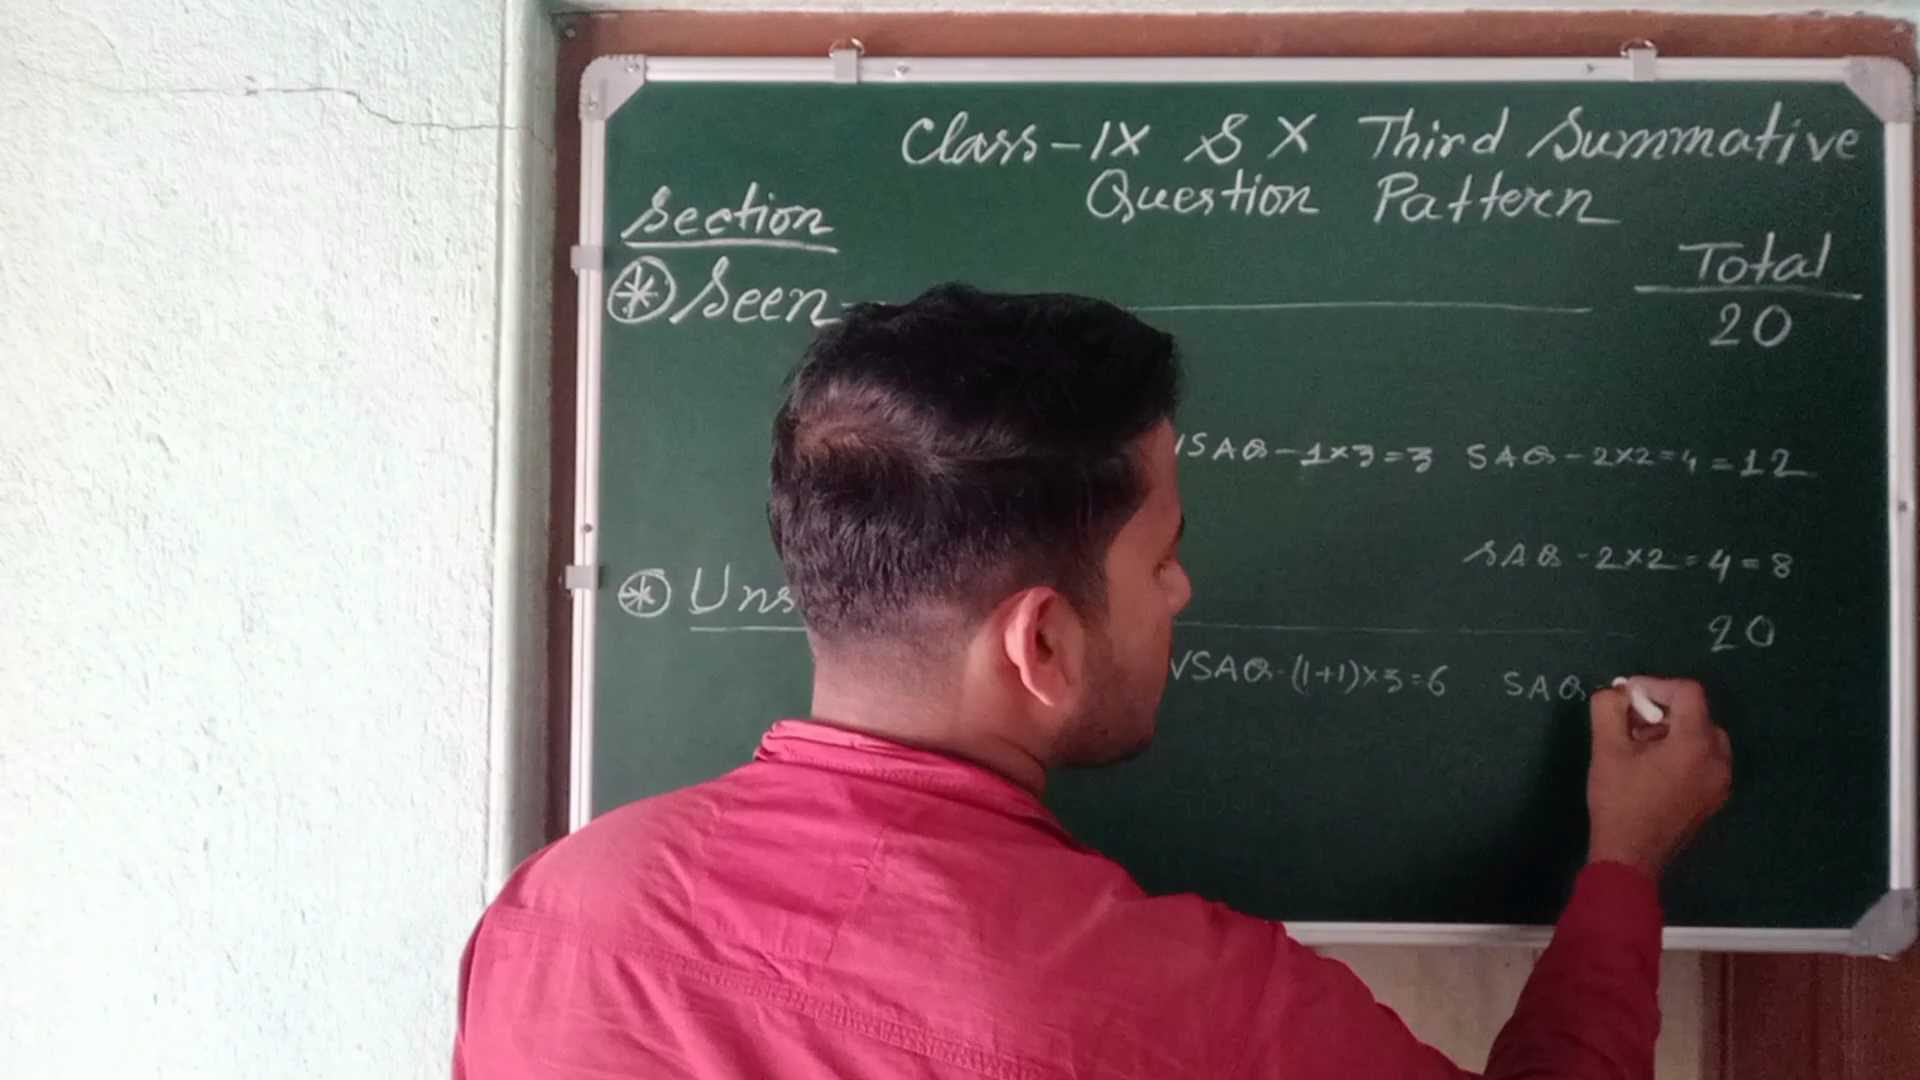 Class-IX & X Third Summative
Question Pattern
Section
Total
Seen
20
VSAQ-1×3=3 SAQ-2×2=4=12
SAQ-2×2=4=8
Uns
20
VSAQ-(1+1)×3=6 SAQ-